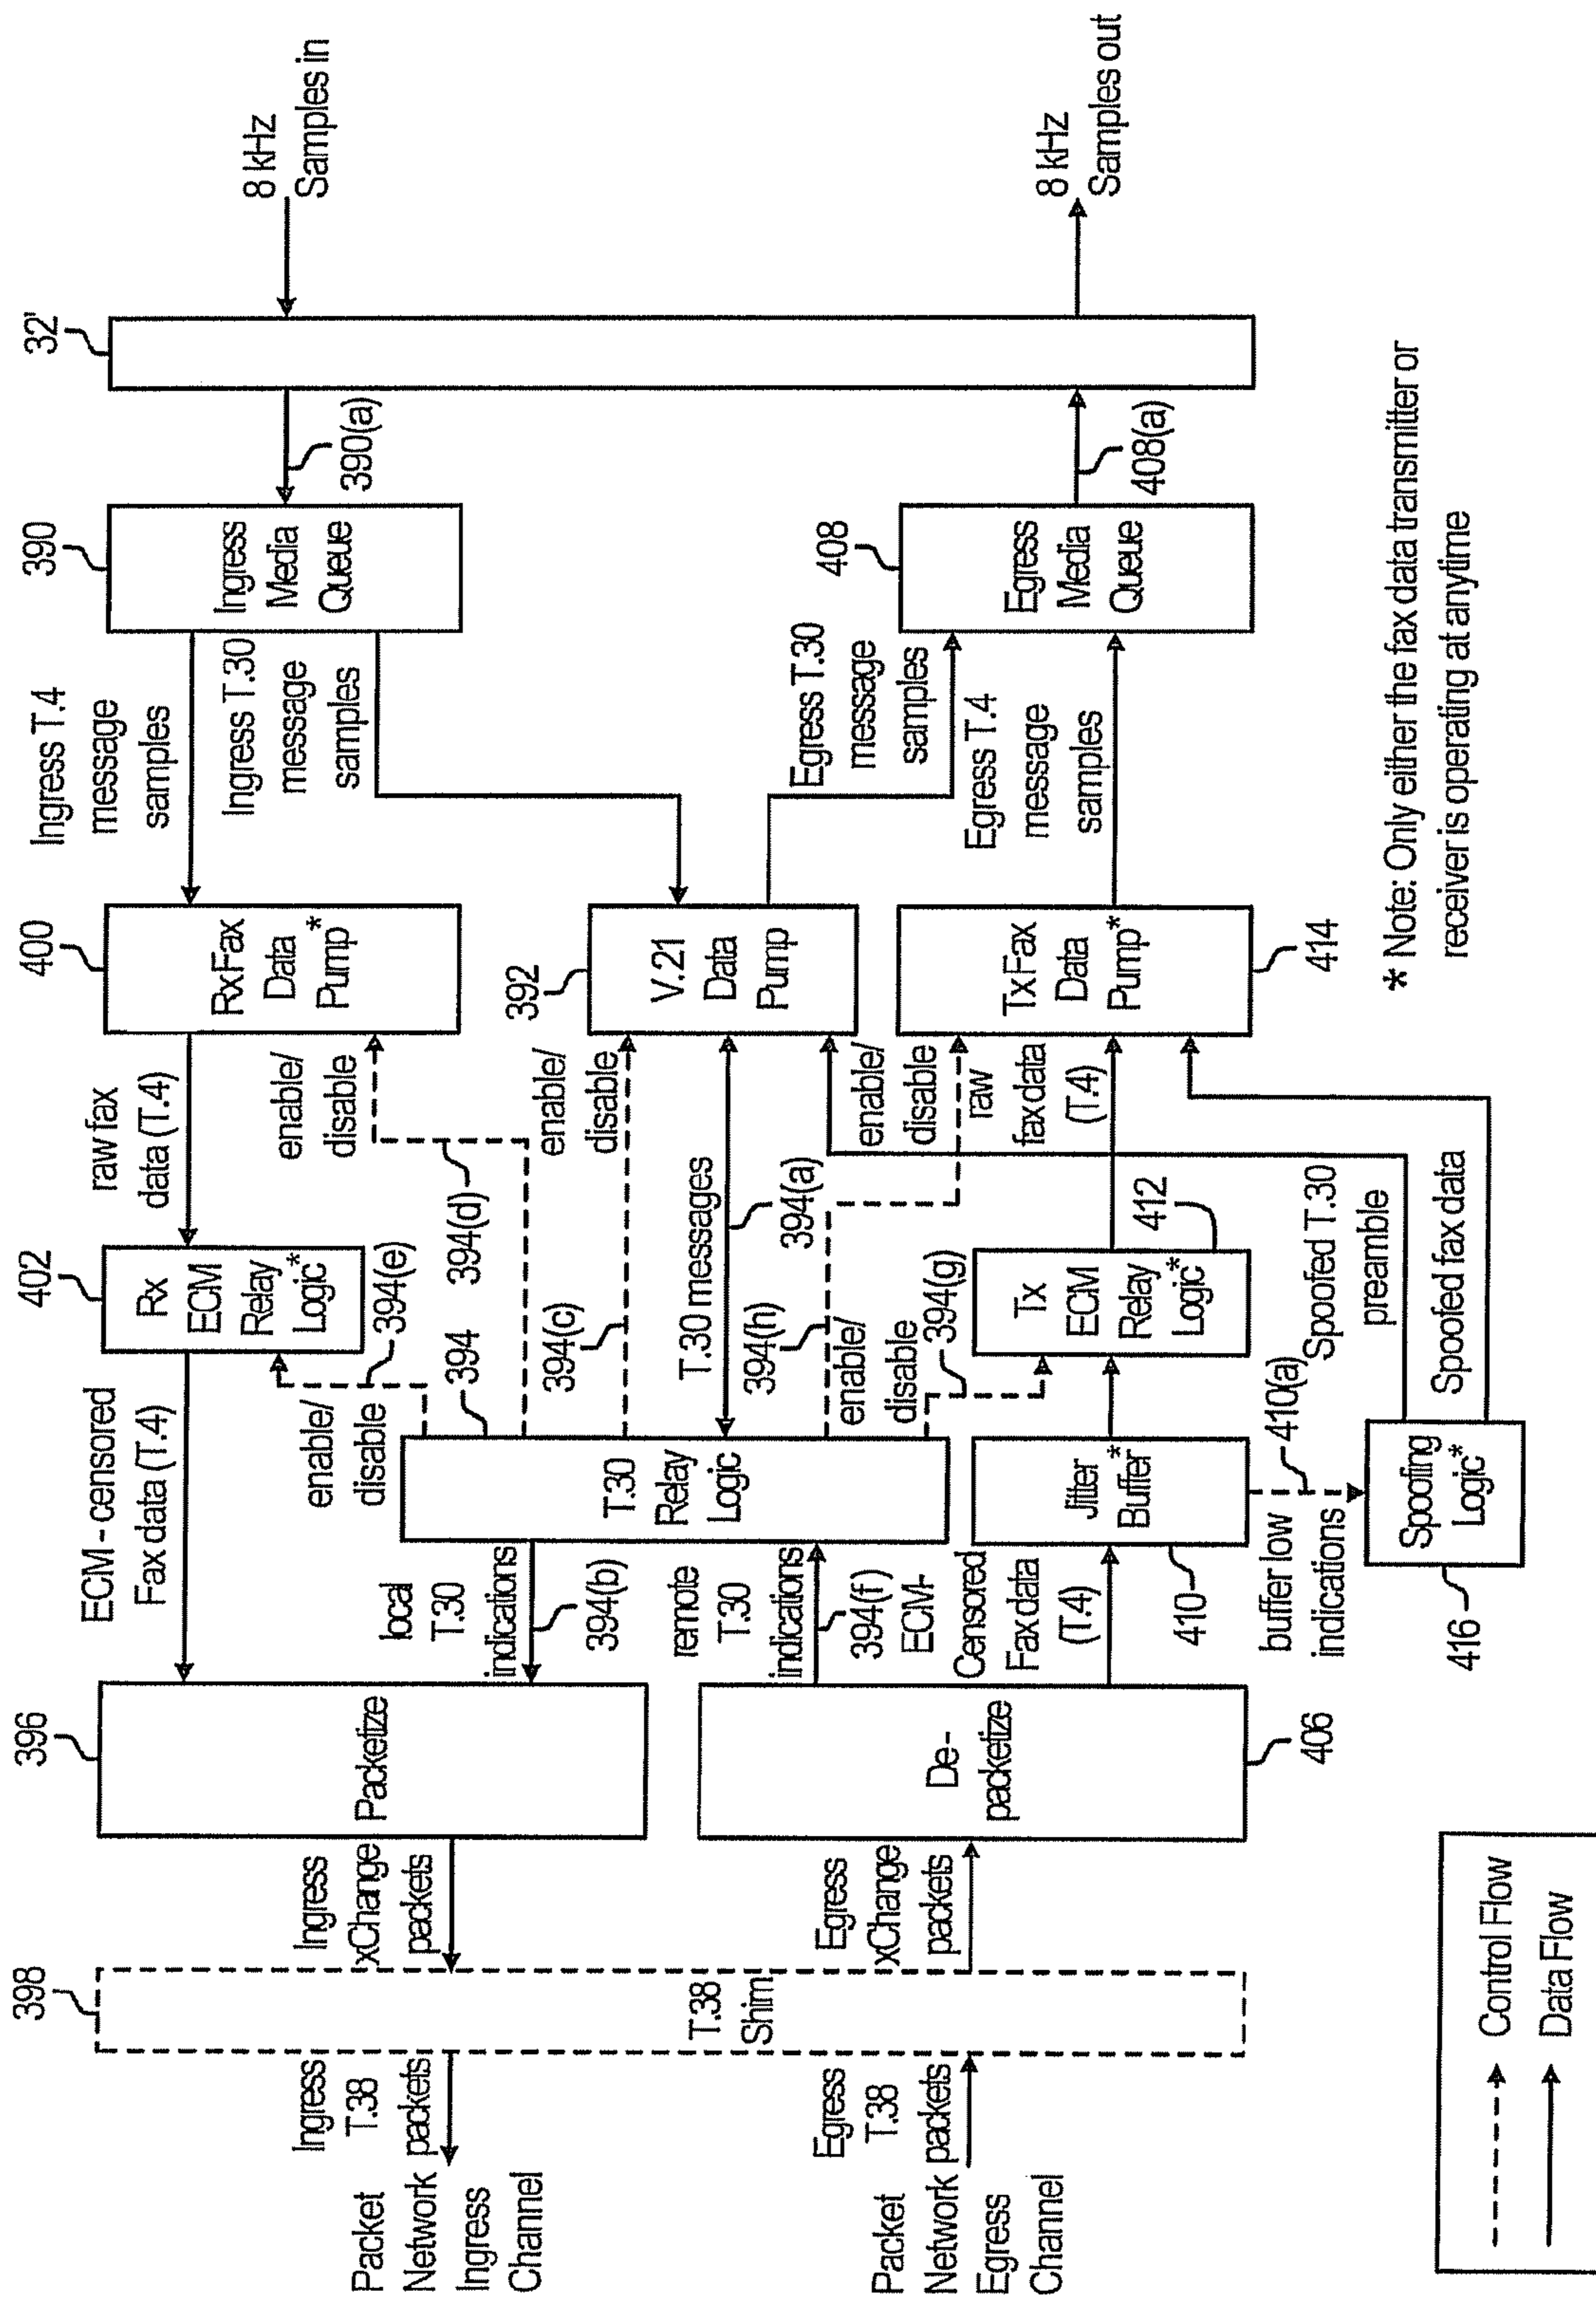 8 kHz
Samples in
32'
390(a)
390
Ingress
Media
Queue
Ingress T.4
message
samples
Ingress T.30
message
samples
400
Rx Fax
Data
Pump*
raw fax
data (T.4)
enable/
disable
394(d)
402
Rx
ECM
Relay
Logic*
394(e)
ECM - censored
Fax data (T.4)
enable/
disable
394
396
Packetize
Ingress
xChange
packets
398
T.38
Shim
Ingress
T.38
packets
Packet
Network
Ingress
Channel
8 kHz
Samples out
408(a)
408
Egress
Media
Queue
Egress T.30
message
samples
Egress T.4
message
samples
392
V.21
Data
Pump
enable/
disable
394(c)
T.30 messages
394(a)
394(h)
enable/
disable
raw
fax data
(T.4)
Tx Fax
Data
Pump*
414
412
Tx
ECM
Relay
Logic*
enable/
disable
394(g)
T.30
Relay
Logic
local
T.30
indications
394(b)
remote
T.30
indications
394(f)
ECM-
Censored
Fax data
(T.4)
Jitter
Buffer*
410
410(a)
buffer low
indications
Spoofing
Logic*
416
Spoofed T.30
preamble
Spoofed fax data
De-
packetize
406
Egress
xChange
packets
Egress
T.38
packets
Packet
Network
Egress
Channel
* Note: Only either the fax data transmitter or
receiver is operating at anytime
Control Flow
Data Flow